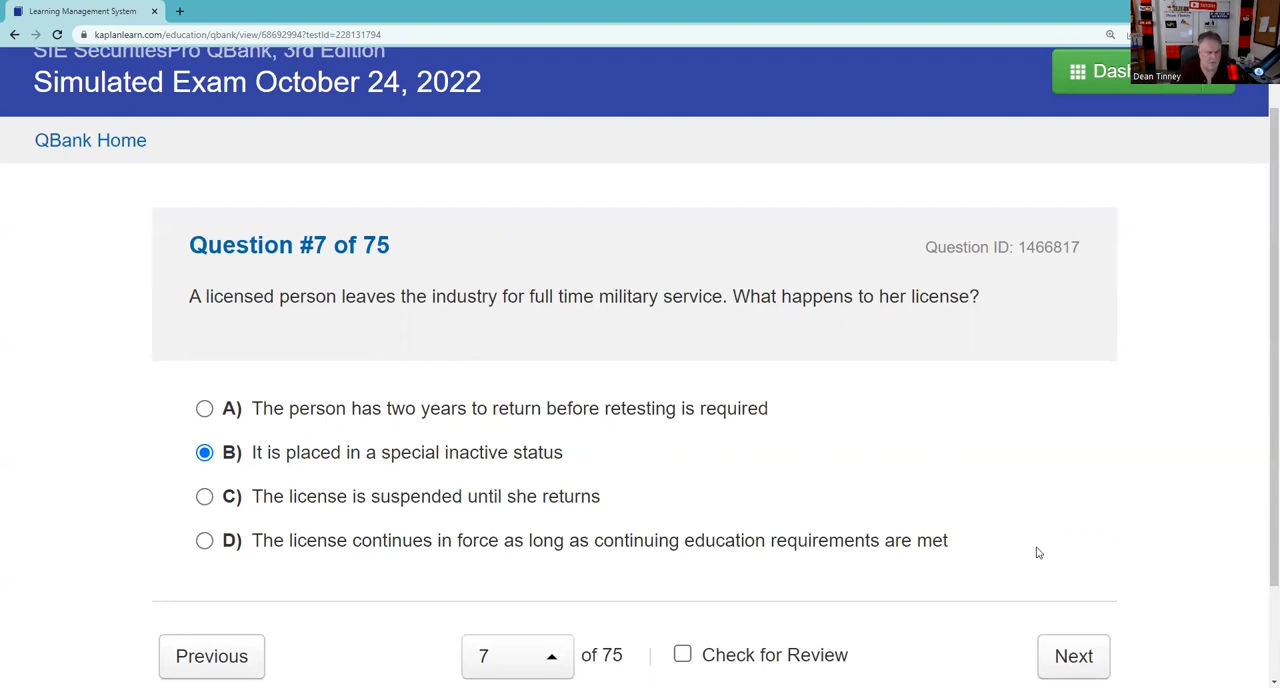 Learning Management System
kaplanlearn.com/education/qbank/view/68692994?testId=228131794
SIE SecuritiesPro QBank, 3rd Edition
Simulated Exam October 24, 2022
Dash
Dean Tinney
QBank Home
Question #7 of 75
Question ID: 1466817
A licensed person leaves the industry for full time military service. What happens to her license?
A) The person has two years to return before retesting is required
B) It is placed in a special inactive status
C) The license is suspended until she returns
D) The license continues in force as long as continuing education requirements are met
Previous
7
of 75
Check for Review
Next